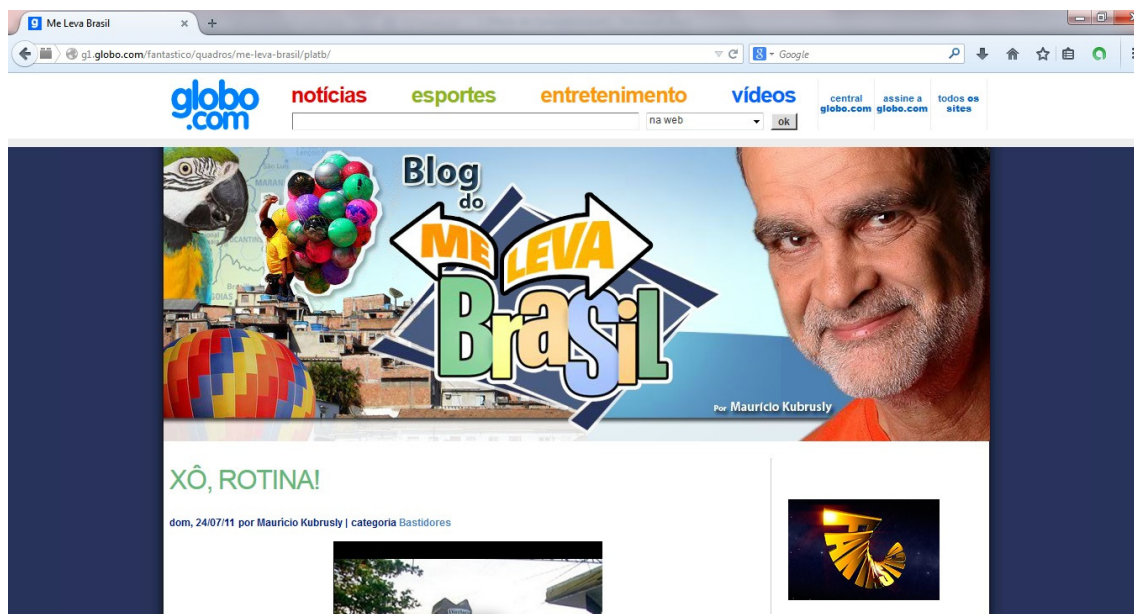 Me Leva Brasil
g1.globo.com/fantastico/quadros/me-leva-brasil/platb/
Google
globo
.com
notícias esportes entretenimento vídeos
na web
ok
central
globo.com
assine a
globo.com
todos os
sites
Blog
do
ME LEVA
BRasiL
Por Maurício Kubrusly
MARAN
GOIÁS
XÔ, ROTINA!
dom, 24/07/11 por Maurício Kubrusly | categoria Bastidores